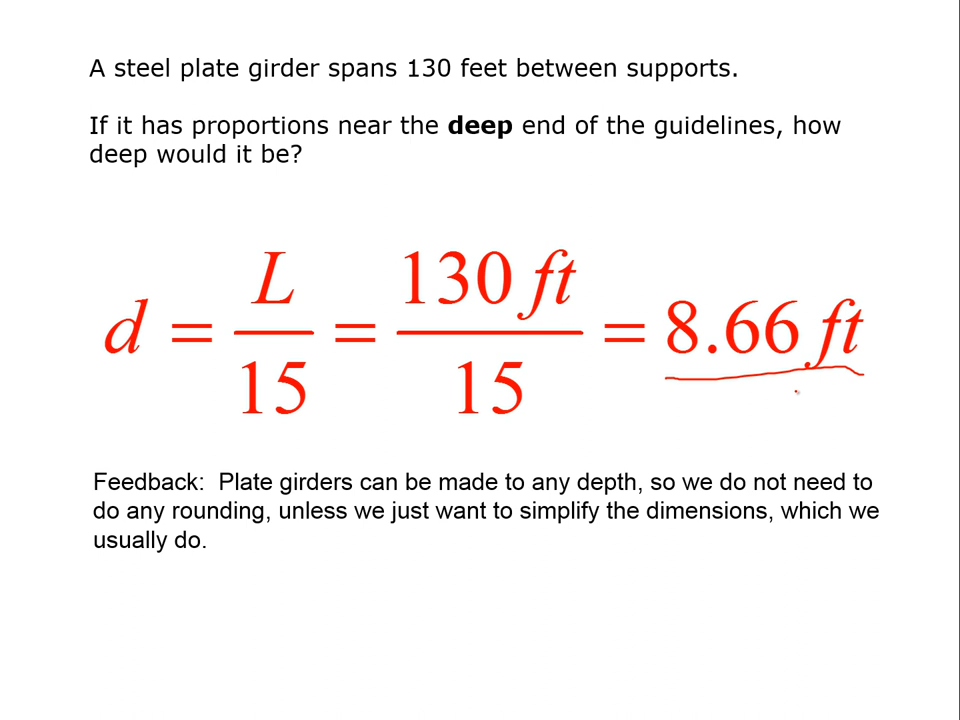 A steel plate girder spans 130 feet between supports.
If it has proportions near the deep end of the guidelines, how
deep would it be?
d = L/15 = 130 ft/15 = 8.66 ft
Feedback:  Plate girders can be made to any depth, so we do not need to
do any rounding, unless we just want to simplify the dimensions, which we
usually do.